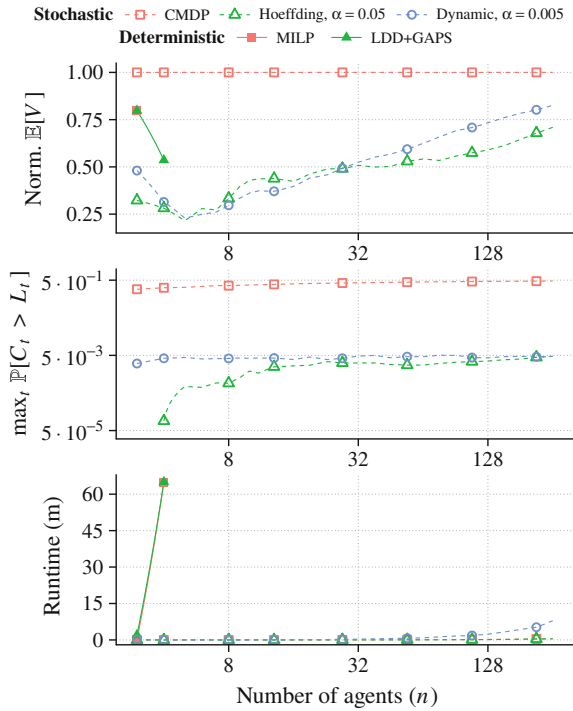 Stochastic CMDP Hoeffding, α = 0.05 Dynamic, α = 0.005
Deterministic MILP LDD+GAPS
Norm. 𝔼[V]
1.00
0.75
0.50
0.25
8 32 128
max_t ℙ[C_t > L_t]
5 · 10⁻¹
5 · 10⁻³
5 · 10⁻⁵
8 32 128
Runtime (m)
60
45
30
15
0
8 32 128
Number of agents (n)